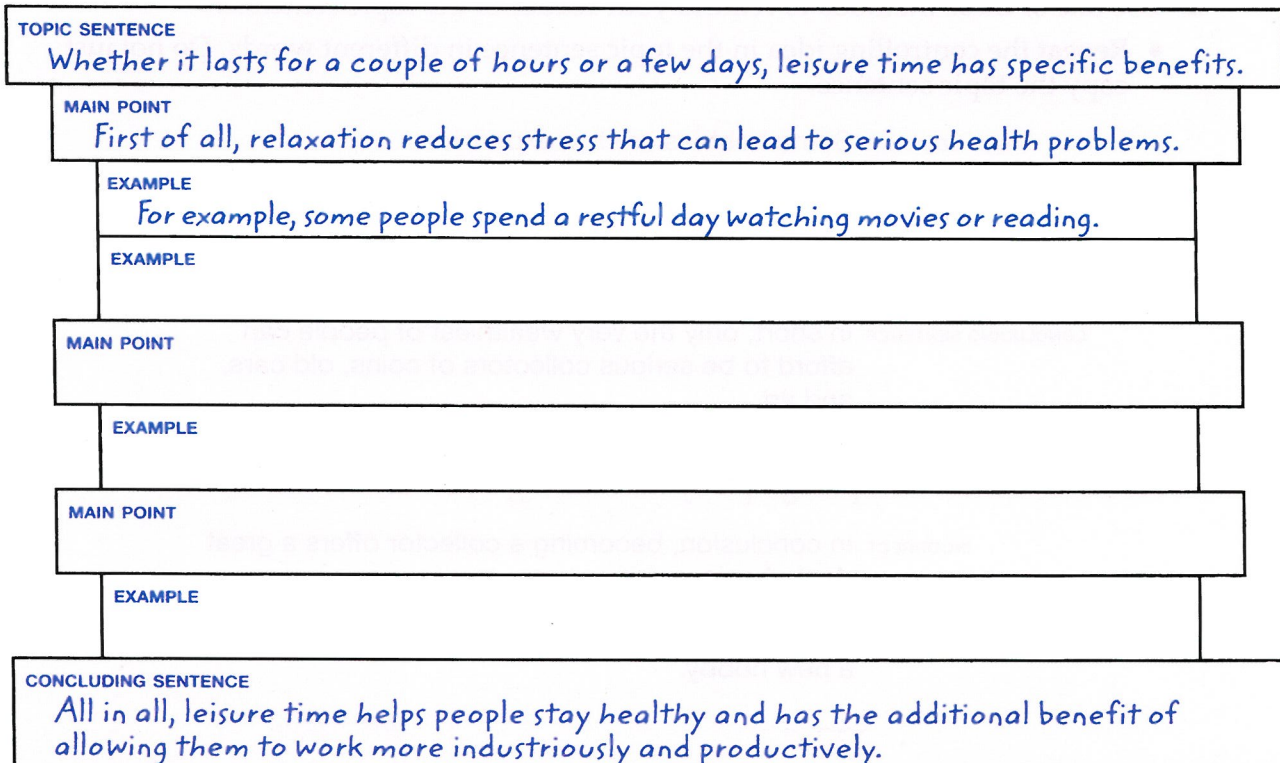 TOPIC SENTENCE
Whether it lasts for a couple of hours or a few days, leisure time has specific benefits.
MAIN POINT
First of all, relaxation reduces stress that can lead to serious health problems.
EXAMPLE
For example, some people spend a restful day watching movies or reading.
EXAMPLE
MAIN POINT
EXAMPLE
MAIN POINT
EXAMPLE
CONCLUDING SENTENCE
All in all, leisure time helps people stay healthy and has the additional benefit of
allowing them to work more industriously and productively.